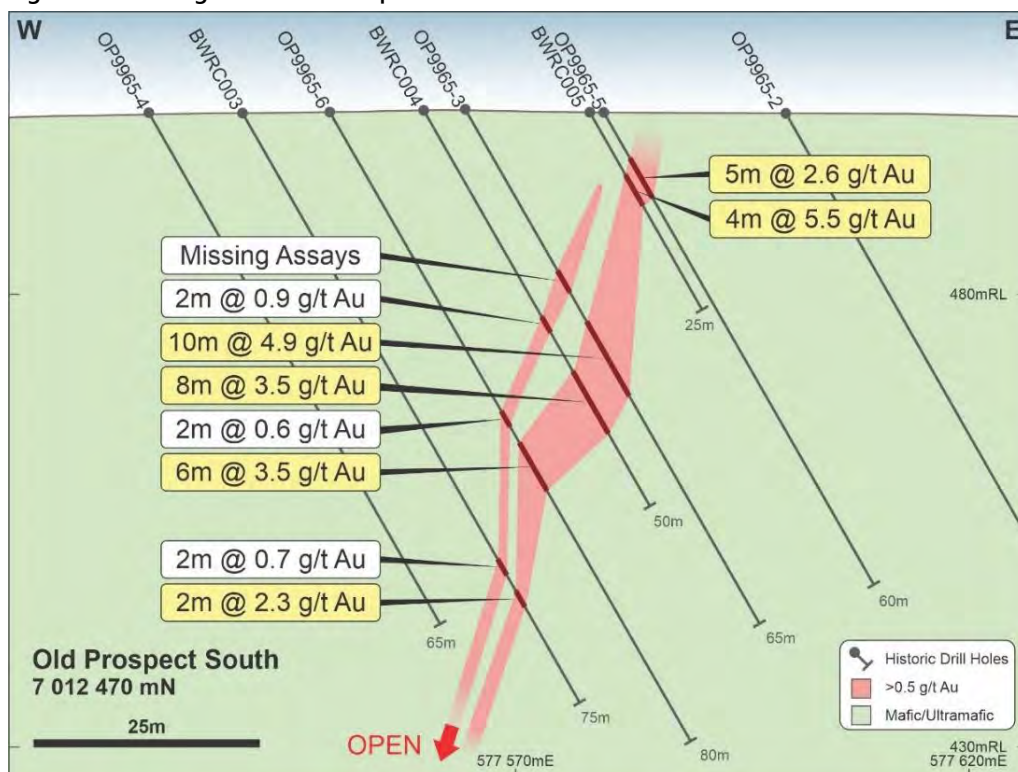 W
E
OP9965-4
BWRC003
OP9965-6
BWRC004
OP9965-3
BWRC005
OP9965-5
OP9965-2
5m @ 2.6 g/t Au
4m @ 5.5 g/t Au
Missing Assays
2m @ 0.9 g/t Au
10m @ 4.9 g/t Au
8m @ 3.5 g/t Au
2m @ 0.6 g/t Au
6m @ 3.5 g/t Au
2m @ 0.7 g/t Au
2m @ 2.3 g/t Au
480mRL
25m
50m
60m
65m
65m
75m
80m
Old Prospect South
7 012 470 mN
25m
OPEN
Historic Drill Holes
>0.5 g/t Au
Mafic/Ultramafic
430mRL
577 570mE
577 620mE